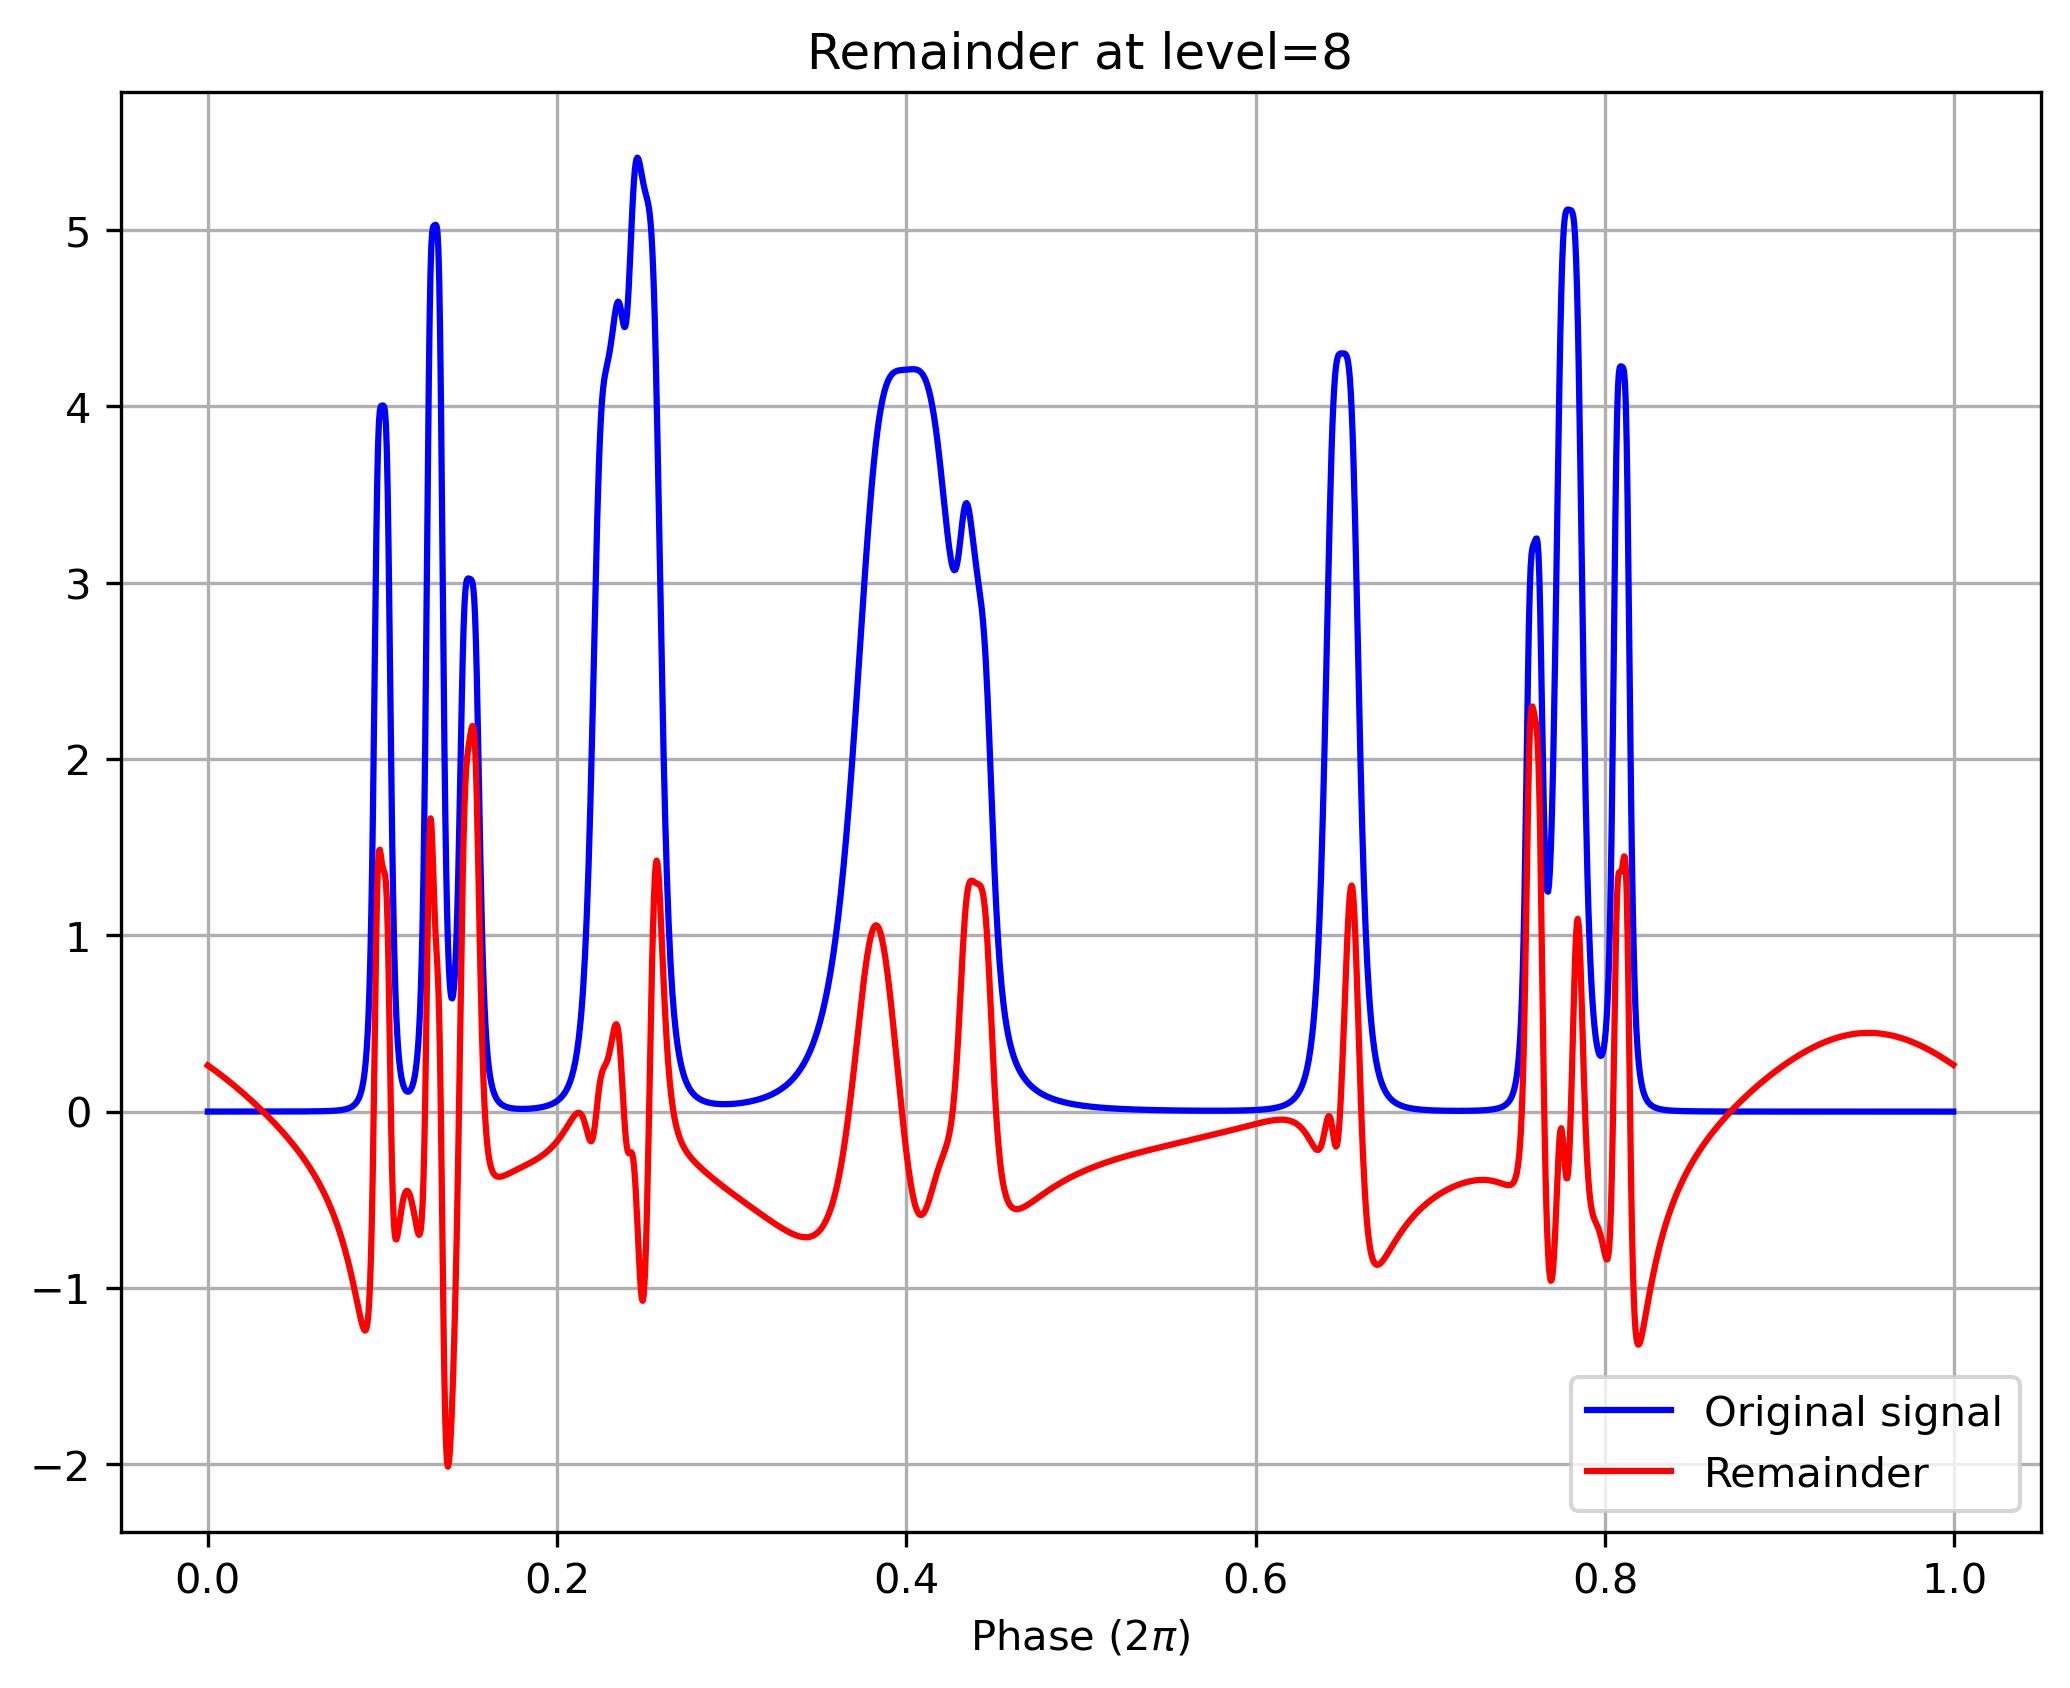 Remainder at level=8
5
4
3
2
1
0
−1
−2
0.0 0.2 0.4 0.6 0.8 1.0
Phase (2π)
Original signal
Remainder